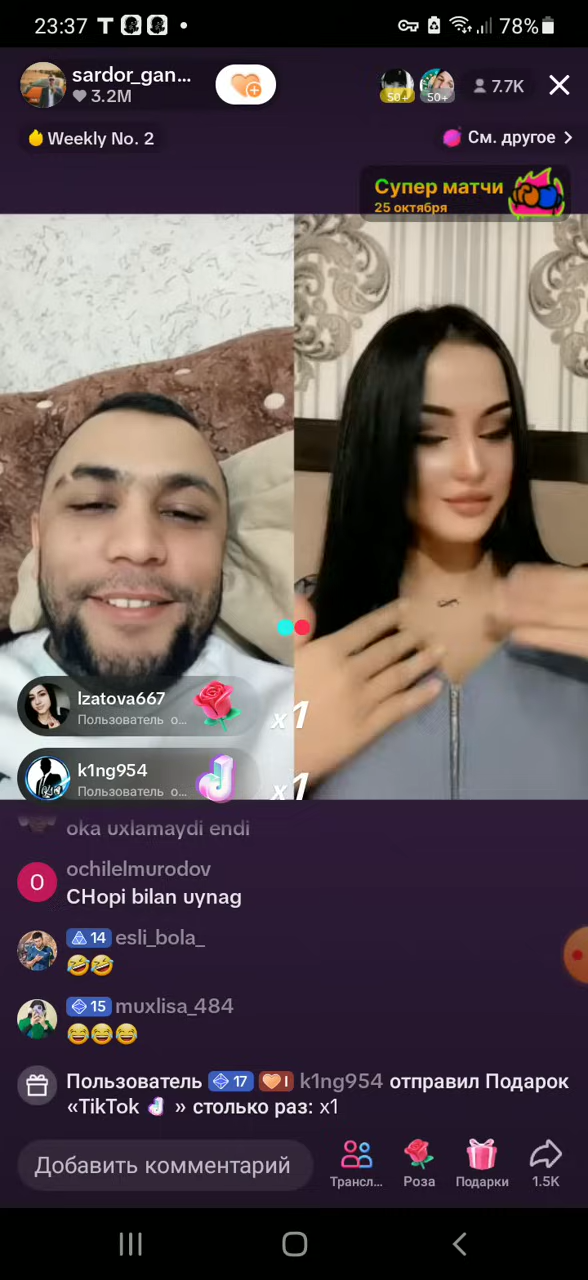 23:37
78%
sardor_gan...
3.2M
50+
50+
7.7K
Weekly No. 2
См. другое
Супер матчи
25 октября
lzatova667
Пользователь о...
x1
k1ng954
Пользователь о...
x1
oka uxlamaydi endi
O
ochilelmurodov
CHopi bilan uynag
14 esli_bola_
15 muxlisa_484
Пользователь 17 I k1ng954 отправил Подарок
«TikTok » столько раз: x1
Добавить комментарий
Трансл...
Роза
Подарки
1.5K